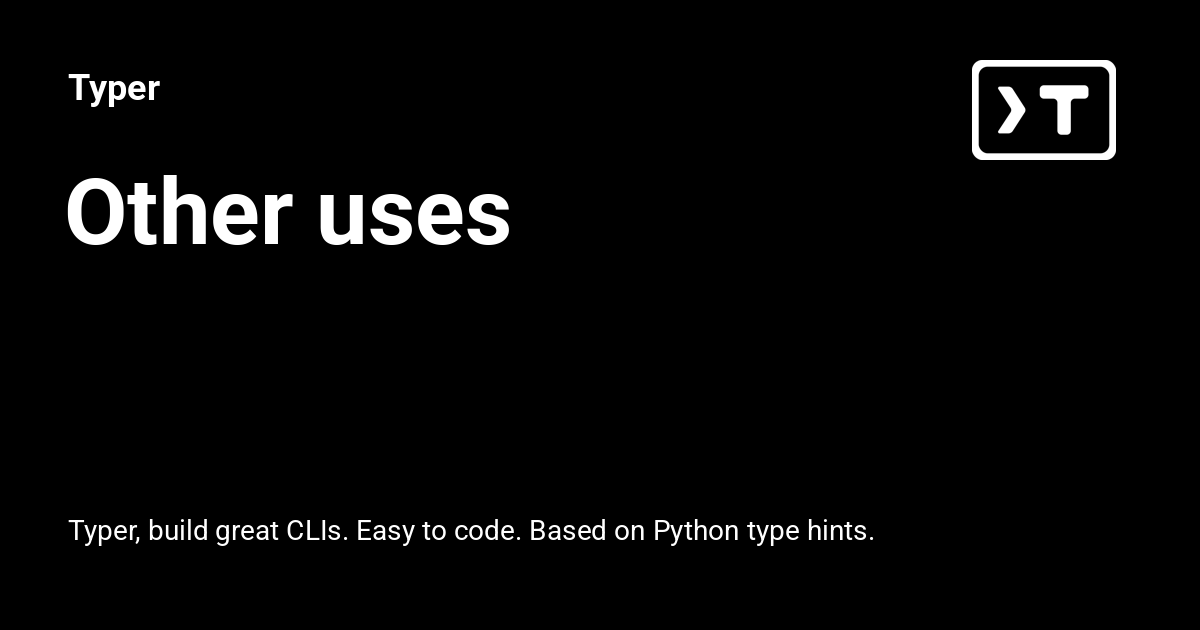 Typer
❯T
Other uses
Typer, build great CLIs. Easy to code. Based on Python type hints.